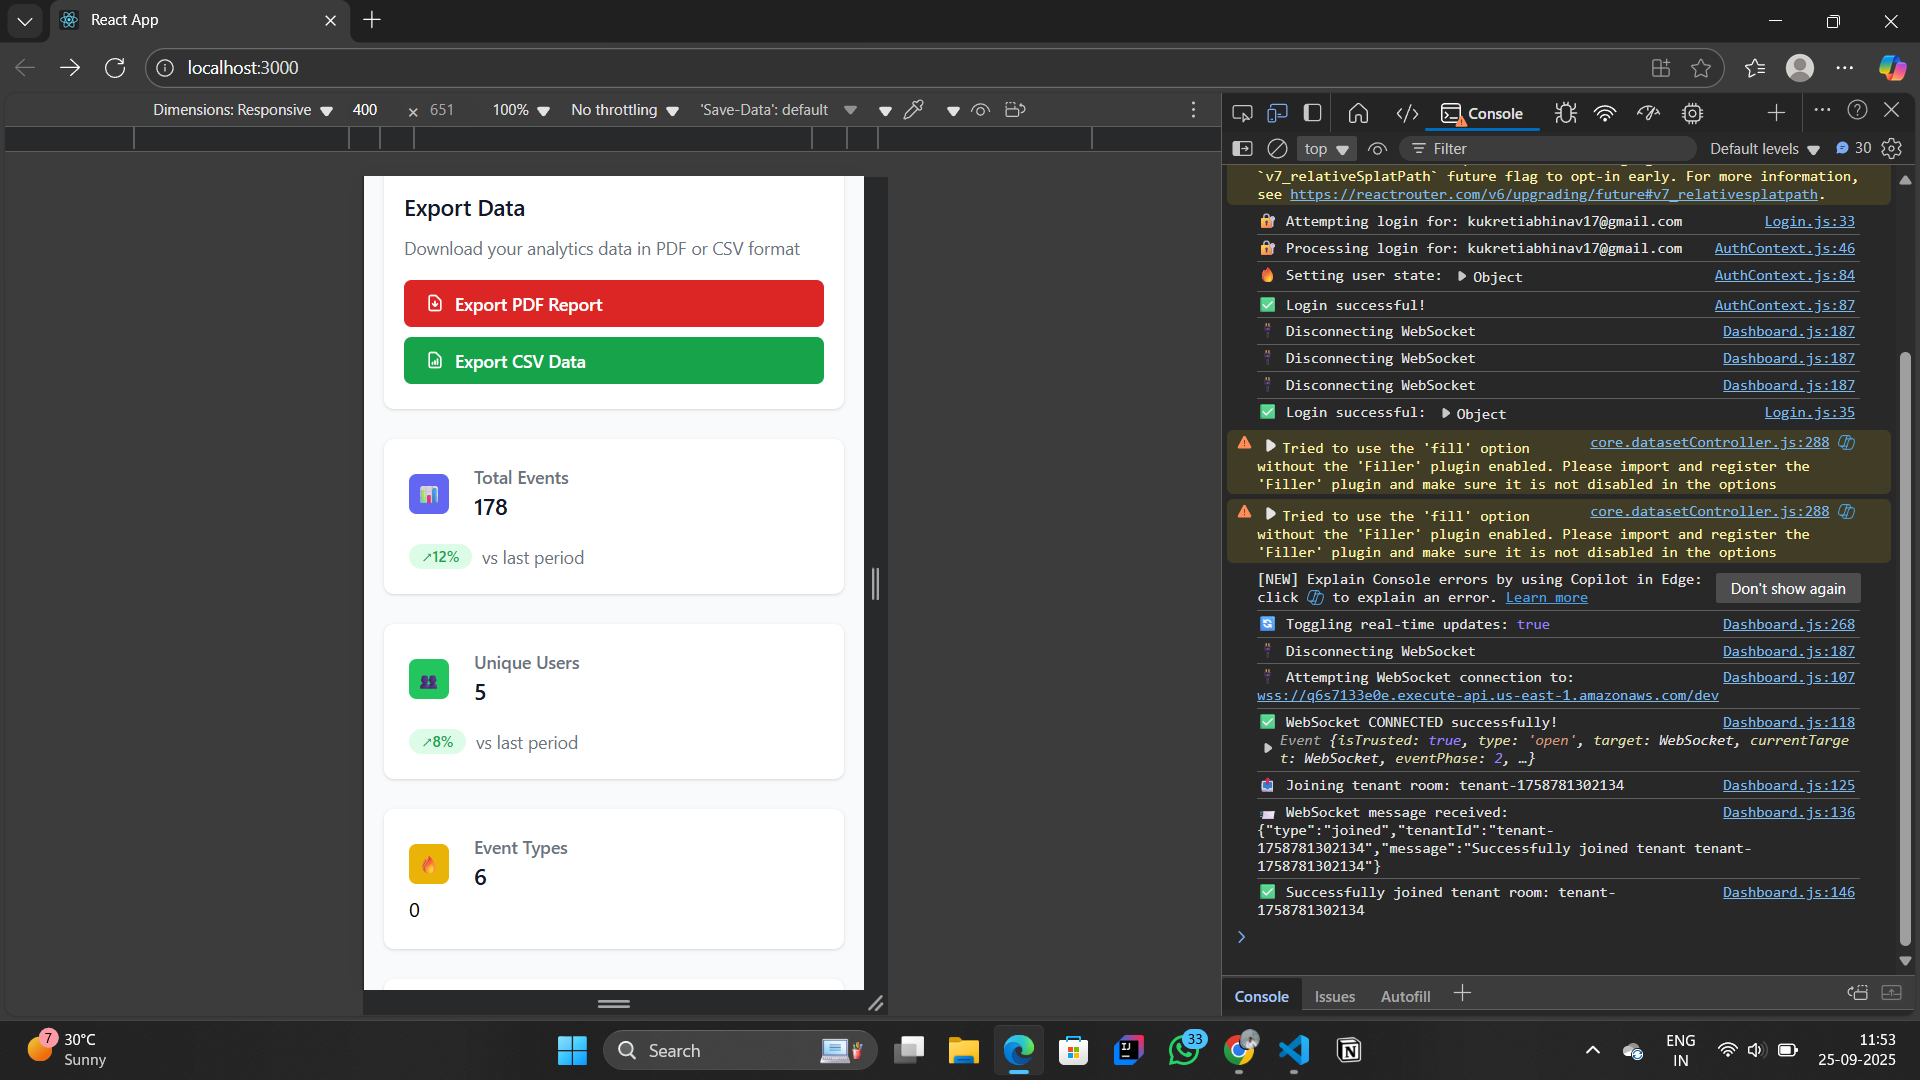 React App
localhost:3000
Dimensions: Responsive 400 × 651 100% No throttling 'Save-Data': default
Export Data
Download your analytics data in PDF or CSV format
Export PDF Report
Export CSV Data
Total Events
178
↗12% vs last period
Unique Users
5
↗8% vs last period
Event Types
6
0
Console
top Filter Default levels 30
`v7_relativeSplatPath` future flag to opt-in early. For more information,
see https://reactrouter.com/v6/upgrading/future#v7_relativesplatpath.
Attempting login for: kukretiabhinav17@gmail.com Login.js:33
Processing login for: kukretiabhinav17@gmail.com AuthContext.js:46
Setting user state: Object AuthContext.js:84
Login successful! AuthContext.js:87
Disconnecting WebSocket Dashboard.js:187
Disconnecting WebSocket Dashboard.js:187
Disconnecting WebSocket Dashboard.js:187
Login successful: Object Login.js:35
Tried to use the 'fill' option core.datasetController.js:288
without the 'Filler' plugin enabled. Please import and register the
'Filler' plugin and make sure it is not disabled in the options
Tried to use the 'fill' option core.datasetController.js:288
without the 'Filler' plugin enabled. Please import and register the
'Filler' plugin and make sure it is not disabled in the options
[NEW] Explain Console errors by using Copilot in Edge: Don't show again
click to explain an error. Learn more
Toggling real-time updates: true Dashboard.js:268
Disconnecting WebSocket Dashboard.js:187
Attempting WebSocket connection to: Dashboard.js:107
wss://q6s7133e0e.execute-api.us-east-1.amazonaws.com/dev
WebSocket CONNECTED successfully! Dashboard.js:118
Event {isTrusted: true, type: 'open', target: WebSocket, currentTarge
t: WebSocket, eventPhase: 2, …}
Joining tenant room: tenant-1758781302134 Dashboard.js:125
WebSocket message received: Dashboard.js:136
{"type":"joined","tenantId":"tenant-
1758781302134","message":"Successfully joined tenant tenant-
1758781302134"}
Successfully joined tenant room: tenant- Dashboard.js:146
1758781302134
Console Issues Autofill
7
30°C
Sunny
Search
33
ENG
IN
11:53
25-09-2025